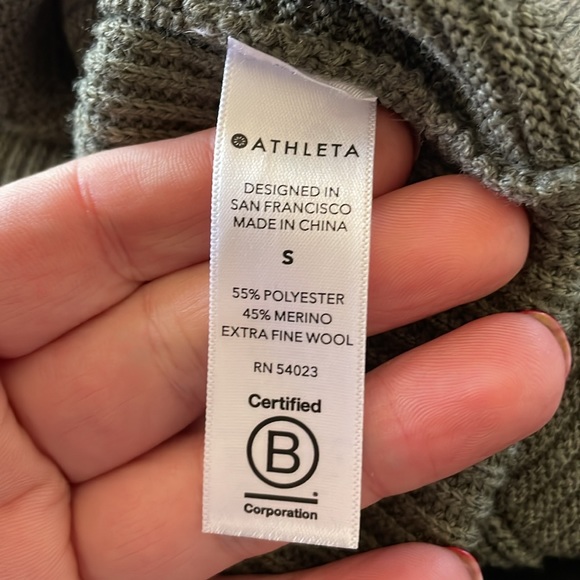 ATHLETA
DESIGNED IN
SAN FRANCISCO
MADE IN CHINA
S
55% POLYESTER
45% MERINO
EXTRA FINE WOOL
RN 54023
Certified
B
Corporation